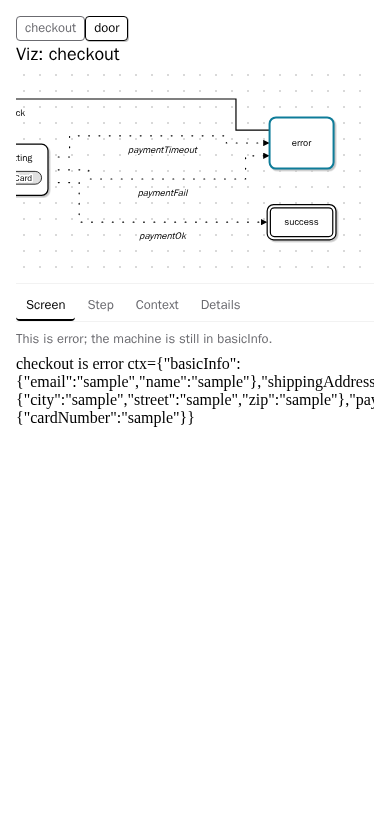 checkout door
Viz: checkout
ck
error
paymentTimeout
tting
Card
paymentFail
success
paymentOk
Screen Step Context Details
This is error; the machine is still in basicInfo.
checkout is error ctx={"basicInfo":
{"email":"sample","name":"sample"},"shippingAddress
{"city":"sample","street":"sample","zip":"sample"},"pay
{"cardNumber":"sample"}}